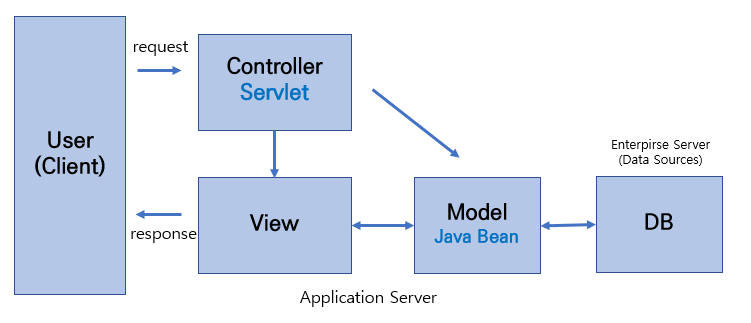 request
Controller
Servlet
User
(Client)
Enterpirse Server
(Data Sources)
View
Model
Java Bean
DB
response
Application Server